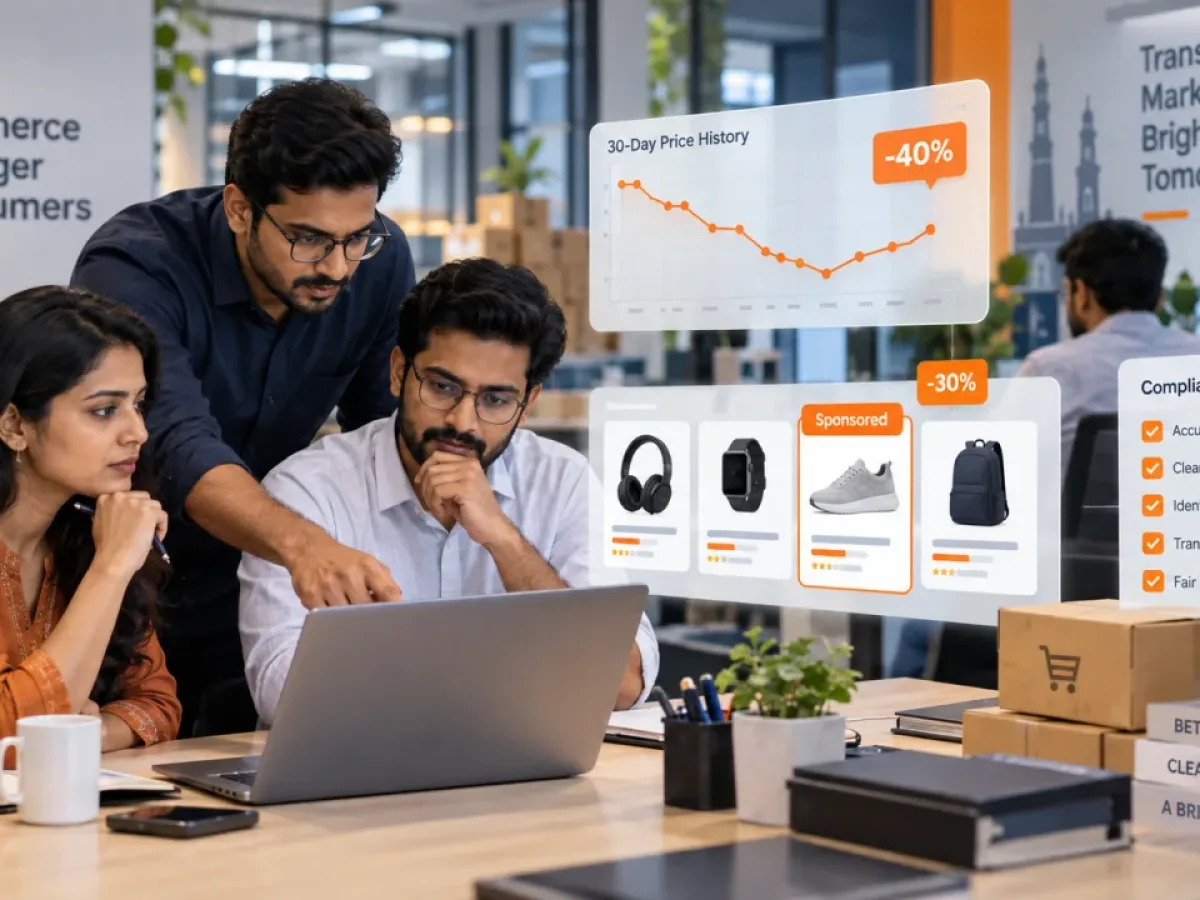 merce
ger
umers
30-Day Price History
-40%
Trans
Mark
Brigh
Tomo
-30%
Sponsored
Complia
Accu
Clea
Iden
Tran
Fair
BET
CLEA
A BRI